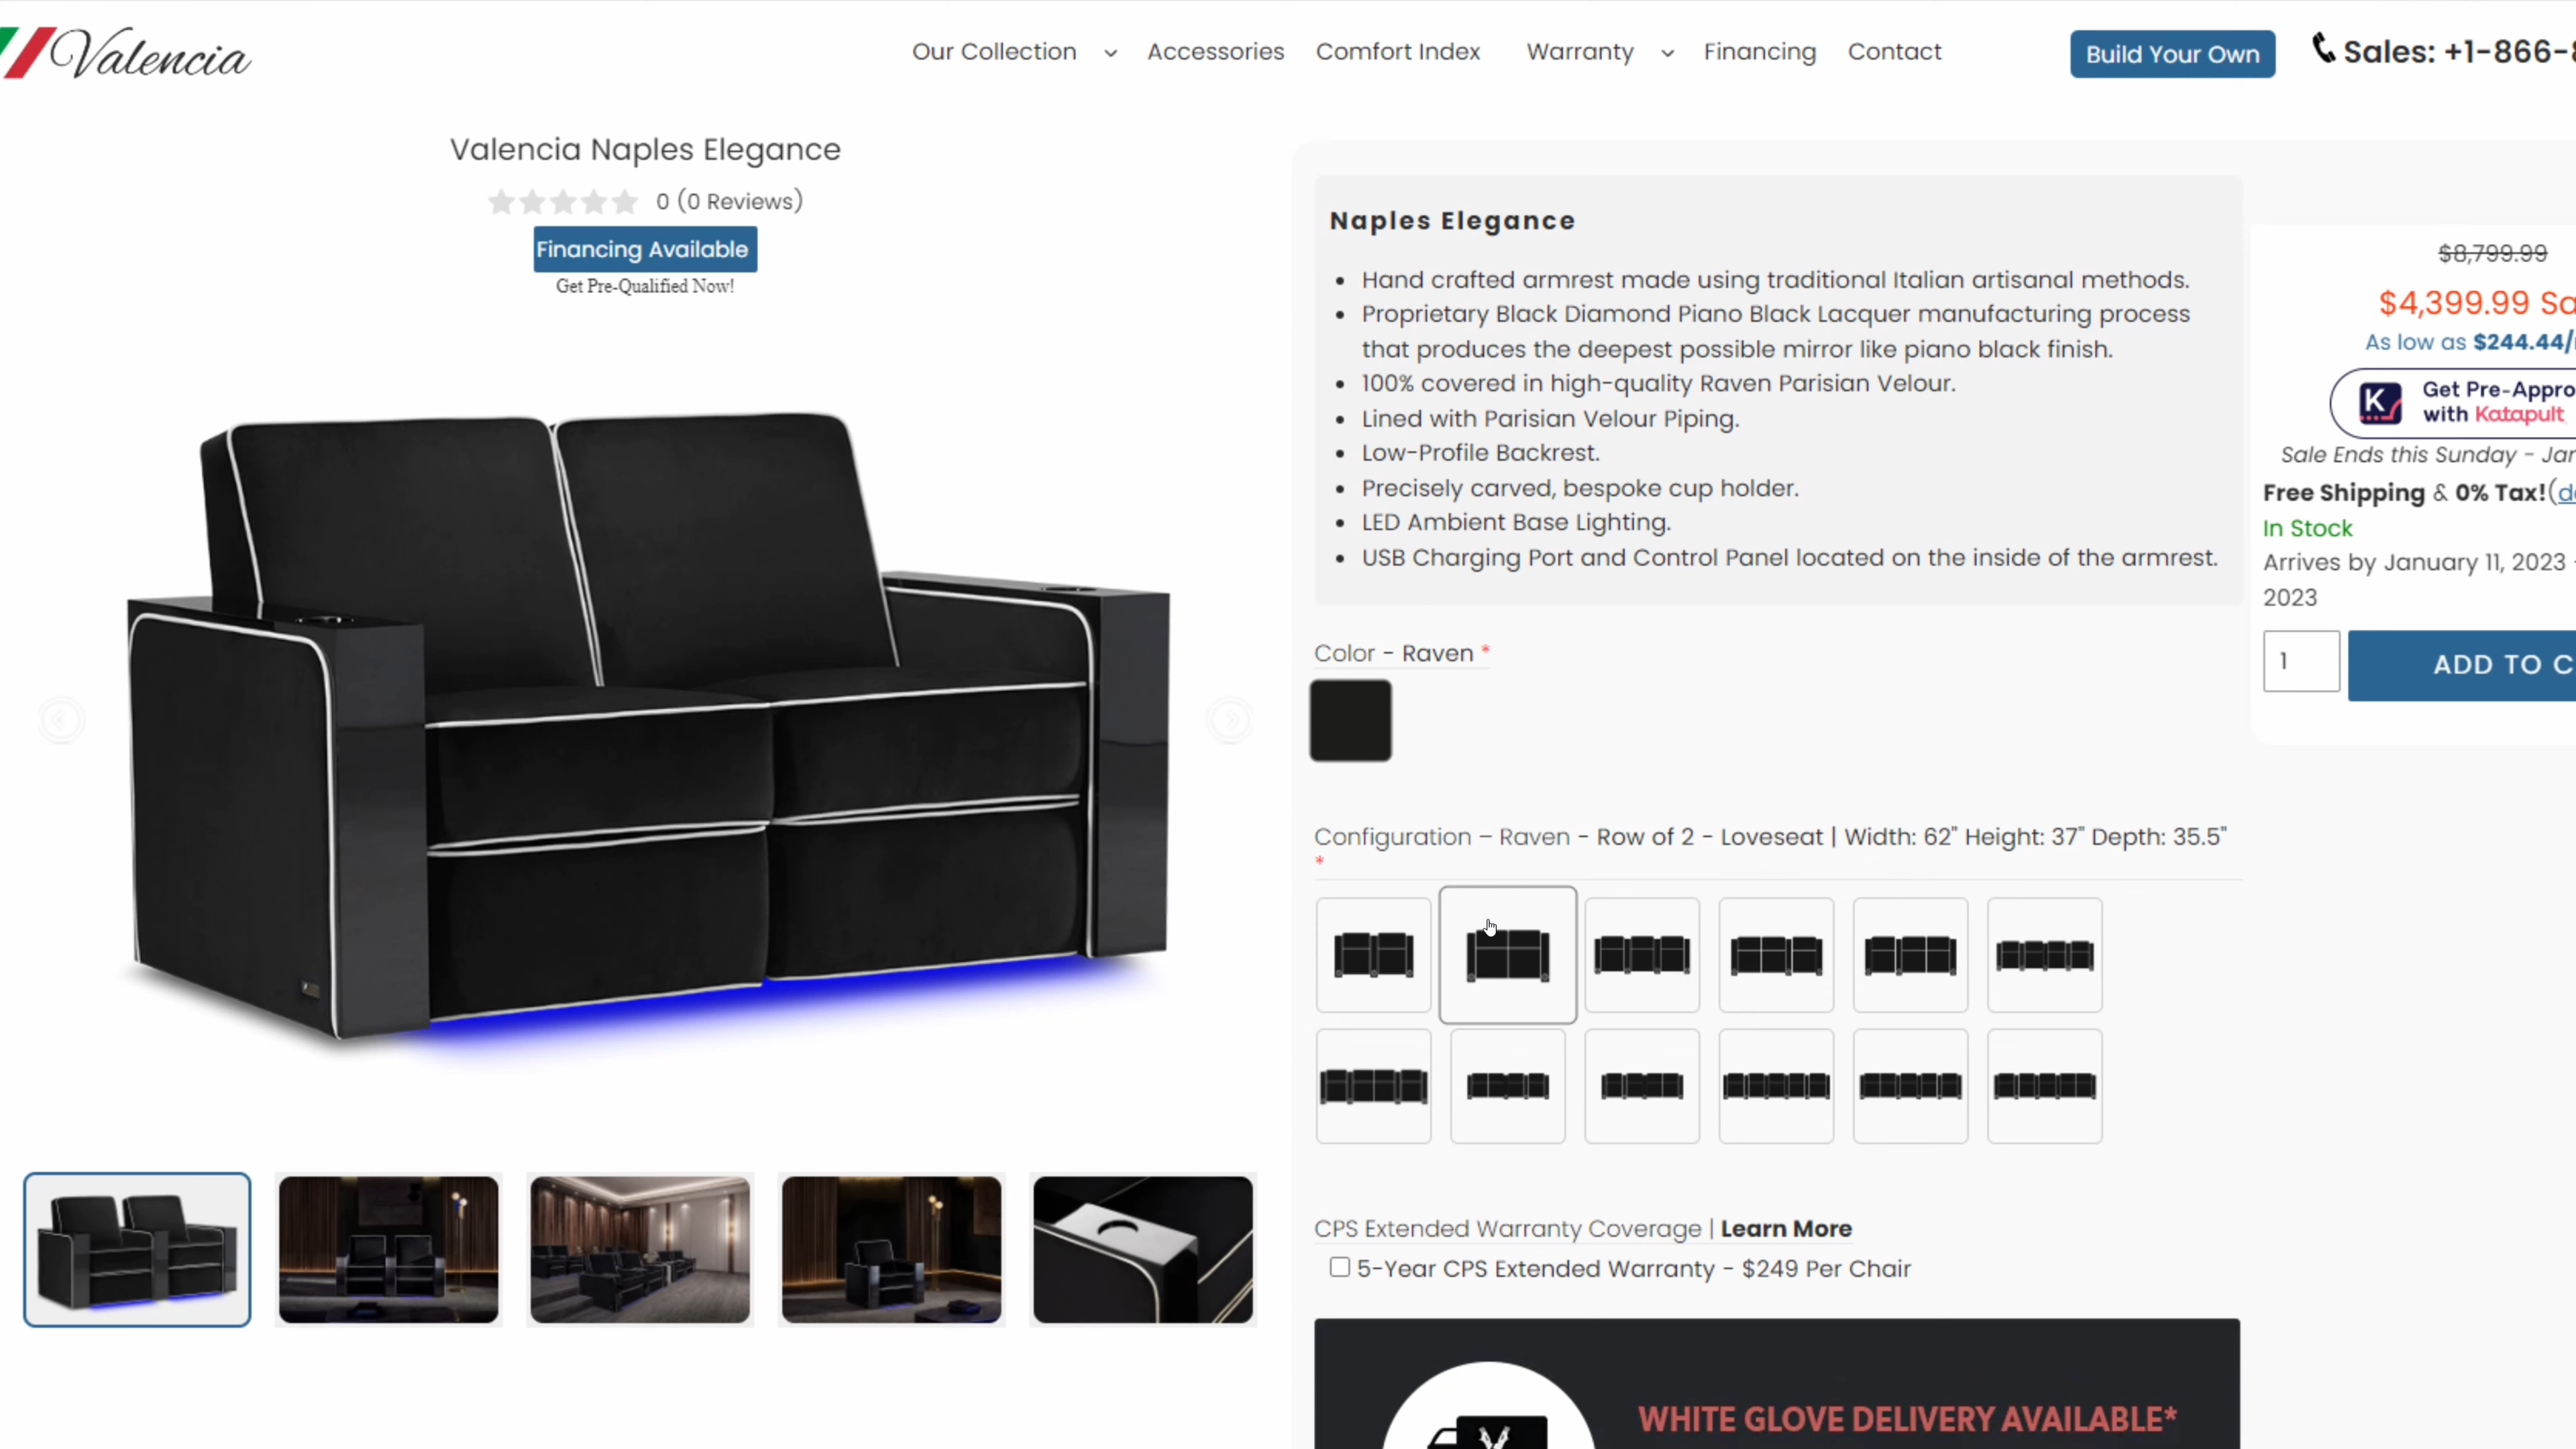 Valencia
Our Collection
Accessories
Comfort Index
Warranty
Financing
Contact
Build Your Own
Sales: +1-866-
Valencia Naples Elegance
0 (0 Reviews)
Financing Available
Get Pre-Qualified Now!
Naples Elegance
• Hand crafted armrest made using traditional Italian artisanal methods.
• Proprietary Black Diamond Piano Black Lacquer manufacturing process
that produces the deepest possible mirror like piano black finish.
• 100% covered in high-quality Raven Parisian Velour.
• Lined with Parisian Velour Piping.
• Low-Profile Backrest.
• Precisely carved, bespoke cup holder.
• LED Ambient Base Lighting.
• USB Charging Port and Control Panel located on the inside of the armrest.
$8,799.99
$4,399.99 Sa
As low as $244.44/
K
Get Pre-Appro
with Katapult
Sale Ends this Sunday - Jan
Free Shipping & 0% Tax!(d
In Stock
Arrives by January 11, 2023 -
2023
1
ADD TO C
Color - Raven *
Configuration – Raven - Row of 2 - Loveseat | Width: 62" Height: 37" Depth: 35.5"
*
CPS Extended Warranty Coverage | Learn More
5-Year CPS Extended Warranty - $249 Per Chair
WHITE GLOVE DELIVERY AVAILABLE*